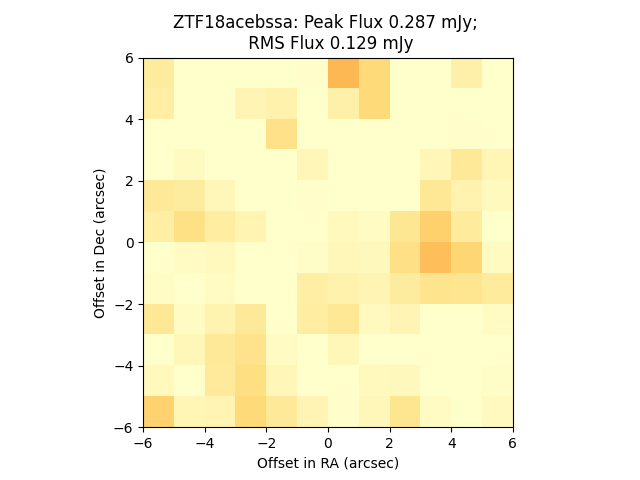 ZTF18acebssa: Peak Flux 0.287 mJy;
RMS Flux 0.129 mJy
6
4
2
0
−2
−4
−6
Offset in Dec (arcsec)
−6 −4 −2 0 2 4 6
Offset in RA (arcsec)